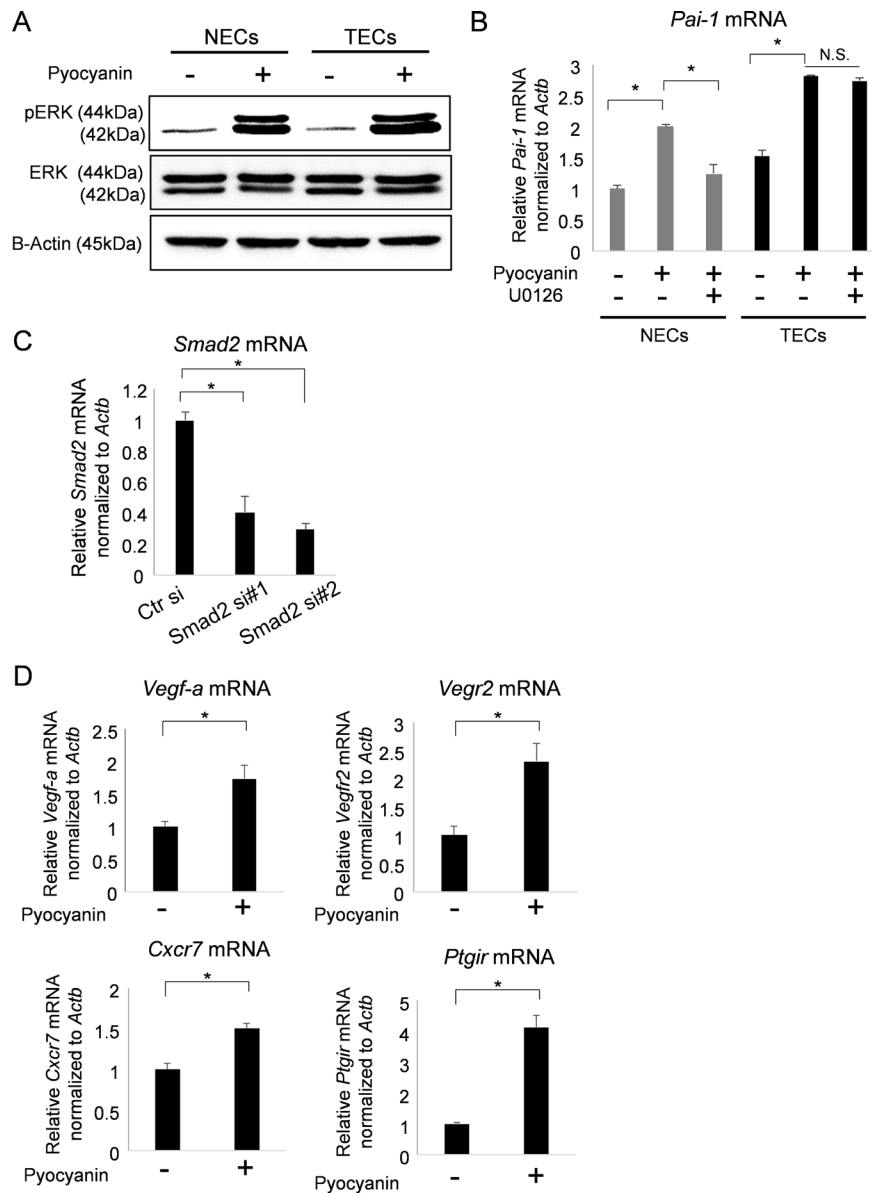 A
NECs TECs
Pyocyanin - + - +
pERK (44kDa)
(42kDa)
ERK (44kDa)
(42kDa)
B-Actin (45kDa)
B
Pai-1 mRNA
Relative Pai-1 mRNA
normalized to Actb
3
2.5
2
1.5
1
0.5
0
* * * N.S.
Pyocyanin - + + - + +
U0126 - - + - - +
NECs TECs
C
Smad2 mRNA
Relative Smad2 mRNA
normalized to Actb
1.2
1
0.8
0.6
0.4
0.2
0
*
*
Ctr si Smad2 si#1 Smad2 si#2
D
Vegf-a mRNA
Relative Vegf-a mRNA
normalized to Actb
2.5
2
1.5
1
0.5
0
*
Pyocyanin - +
Vegr2 mRNA
Relative Vegfr2 mRNA
normalized to Actb
3
2.5
2
1.5
1
0.5
0
*
Pyocyanin - +
Cxcr7 mRNA
Relative Cxcr7 mRNA
normalized to Actb
2
1.5
1
0.5
0
*
Pyocyanin - +
Ptgir mRNA
Relative Ptgir mRNA
normalized to Actb
5
4
3
2
1
0
*
Pyocyanin - +